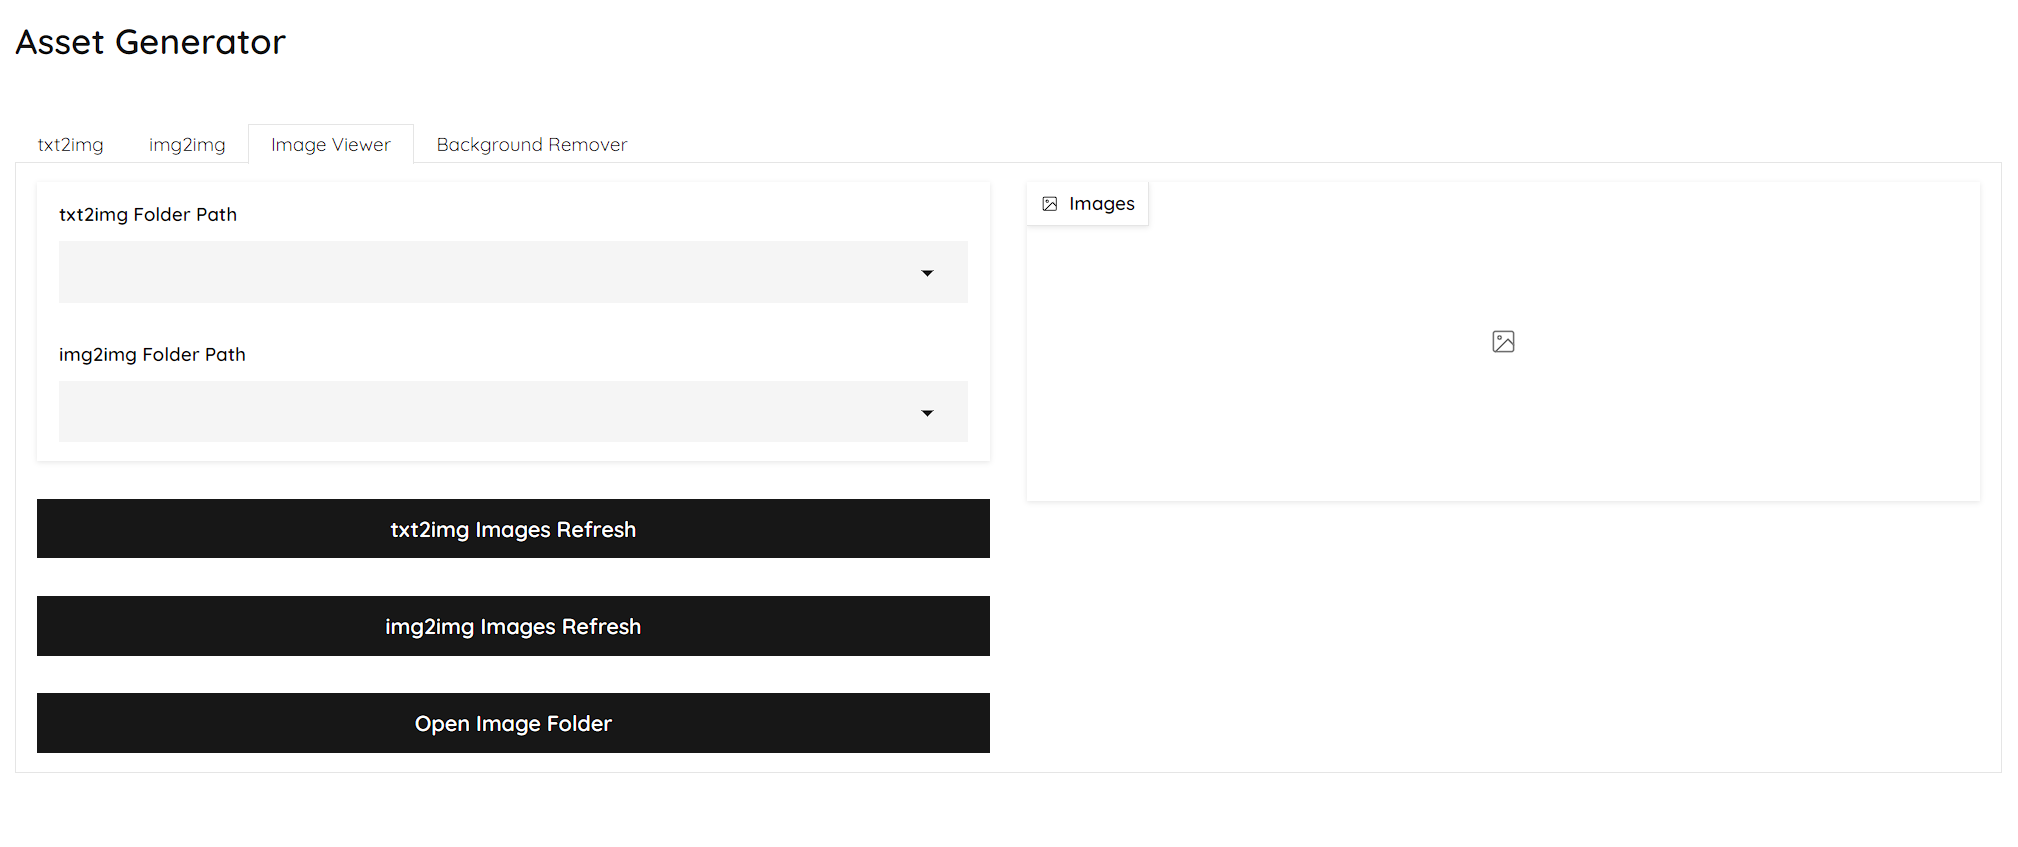 Asset Generator
txt2img
img2img
Image Viewer
Background Remover
txt2img Folder Path
img2img Folder Path
txt2img Images Refresh
img2img Images Refresh
Open Image Folder
Images